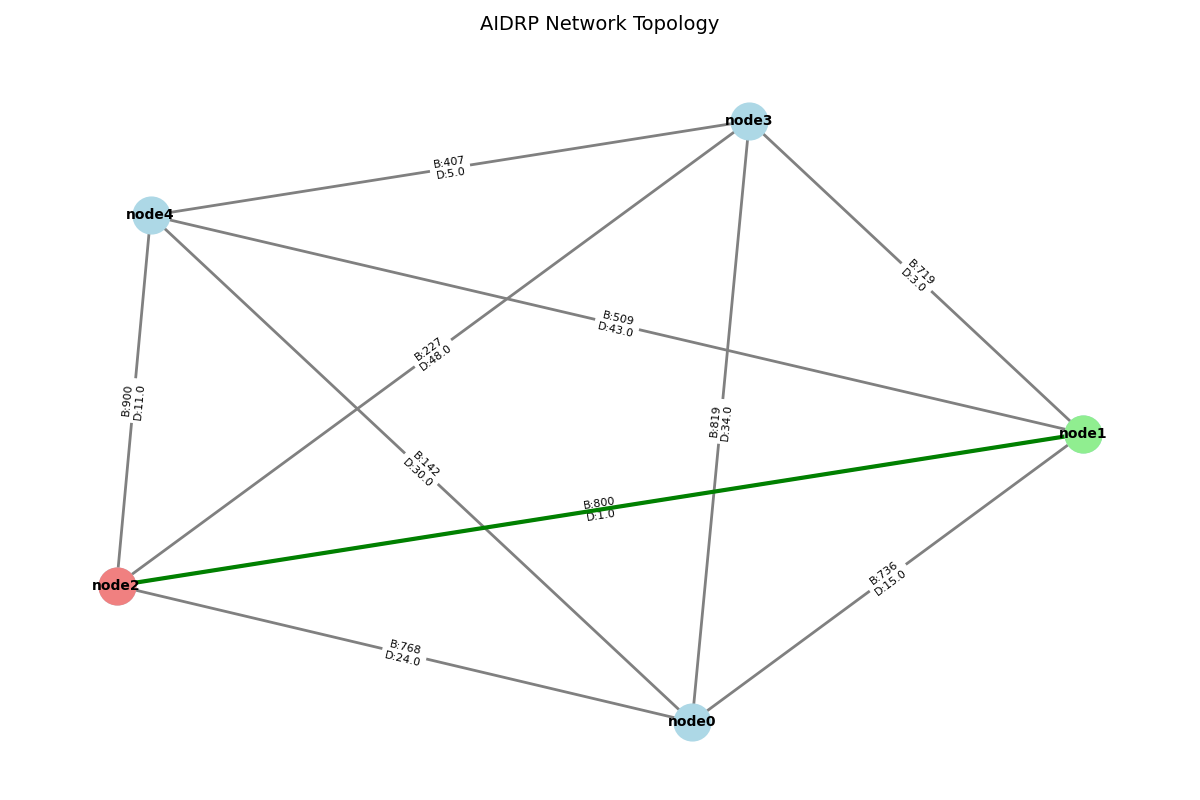 AIDRP Network Topology
node3
B:407
D:5.0
node4
B:719
D:3.0
B:509
D:43.0
B:227
D:48.0
B:900
D:11.0
B:819
D:34.0
node1
B:142
D:30.0
B:800
D:1.0
node2
B:736
D:15.0
B:768
D:24.0
node0